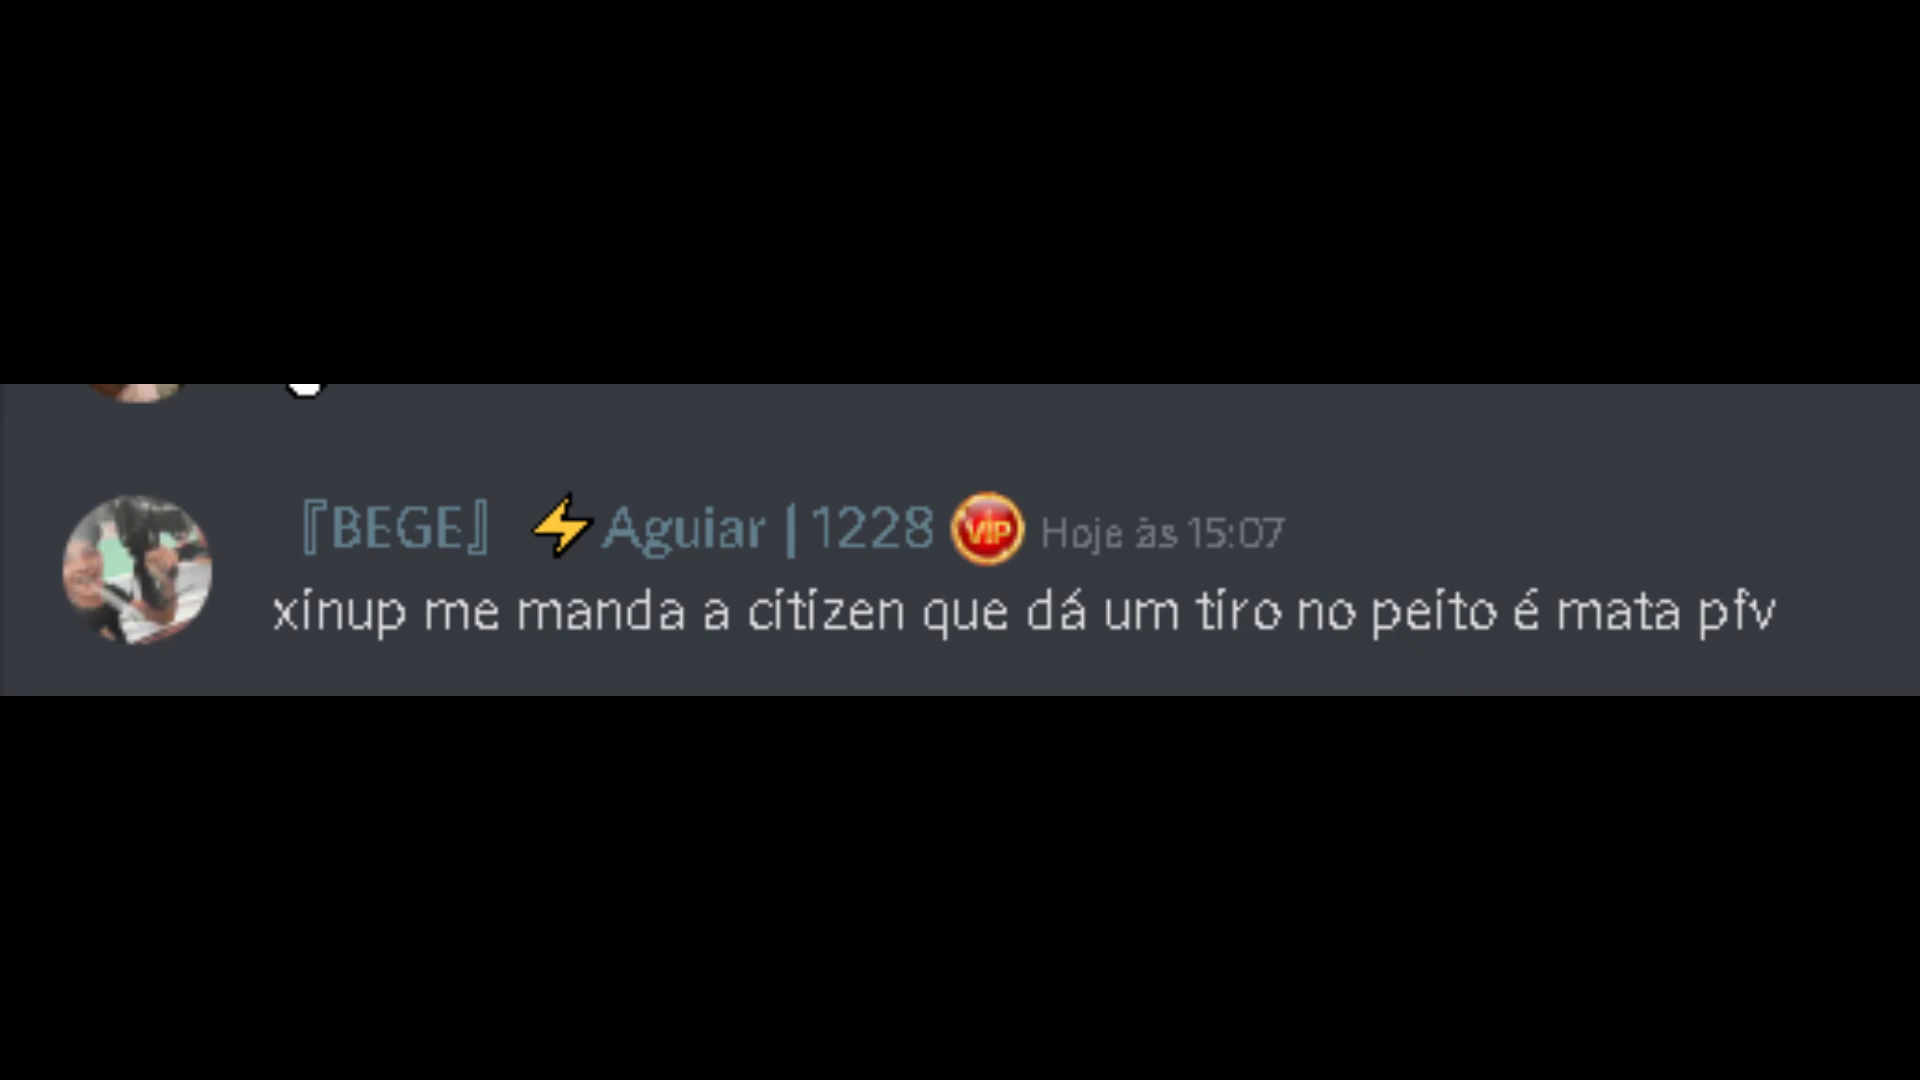 『BEGE』 ⚡Aguiar | 1228 VIP Hoje às 15:07
xinup me manda a citizen que dá um tiro no peito é mata pfv